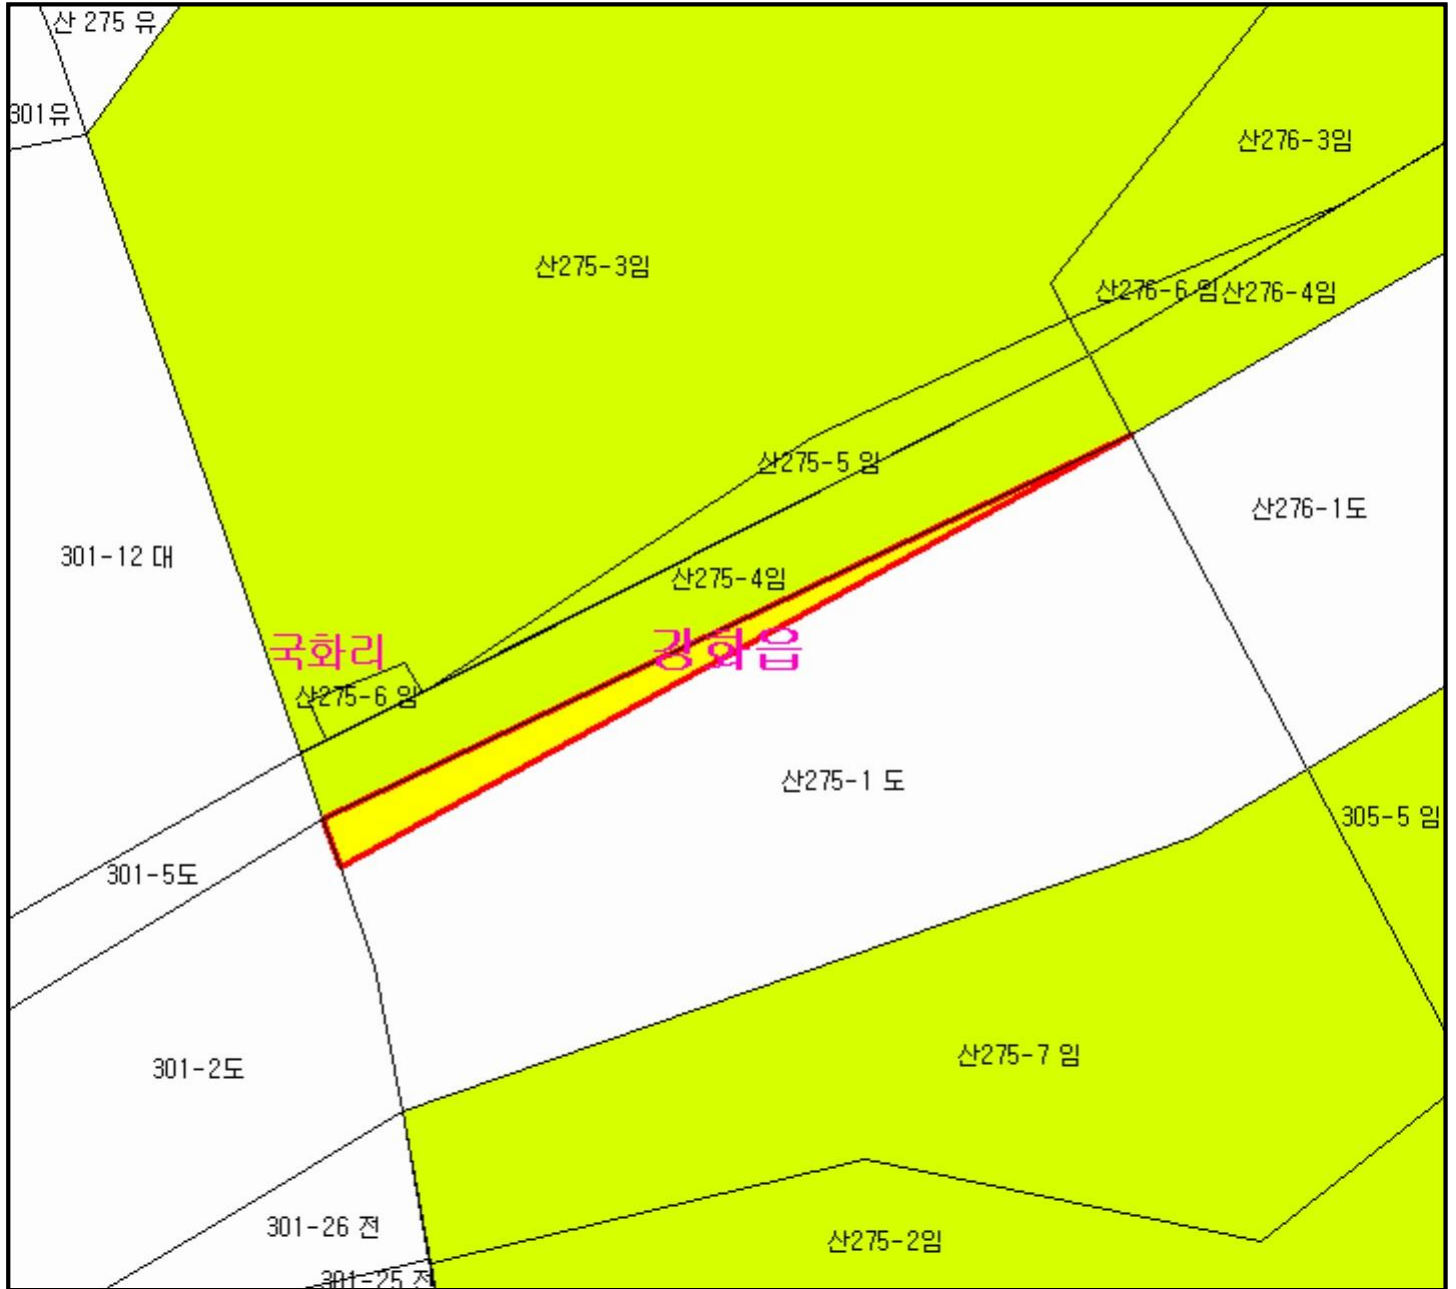 산 275 유
301유
산276-3임
산275-3임
산276-6 임
산276-4임
산275-5 임
산276-1도
301-12 대
산275-4임
국화리
강화읍
산275-6 임
산275-1 도
305-5 임
301-5도
산275-7 임
301-2도
301-26 전
산275-2임
301-25 전